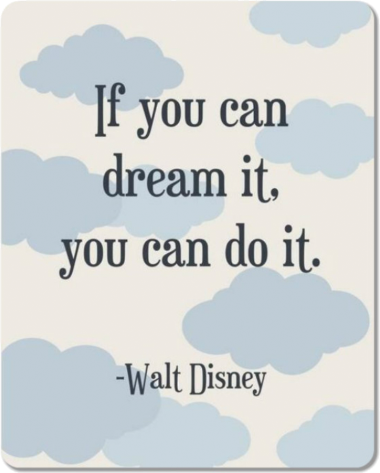 If you can
dream it,
you can do it.
-Walt Disney